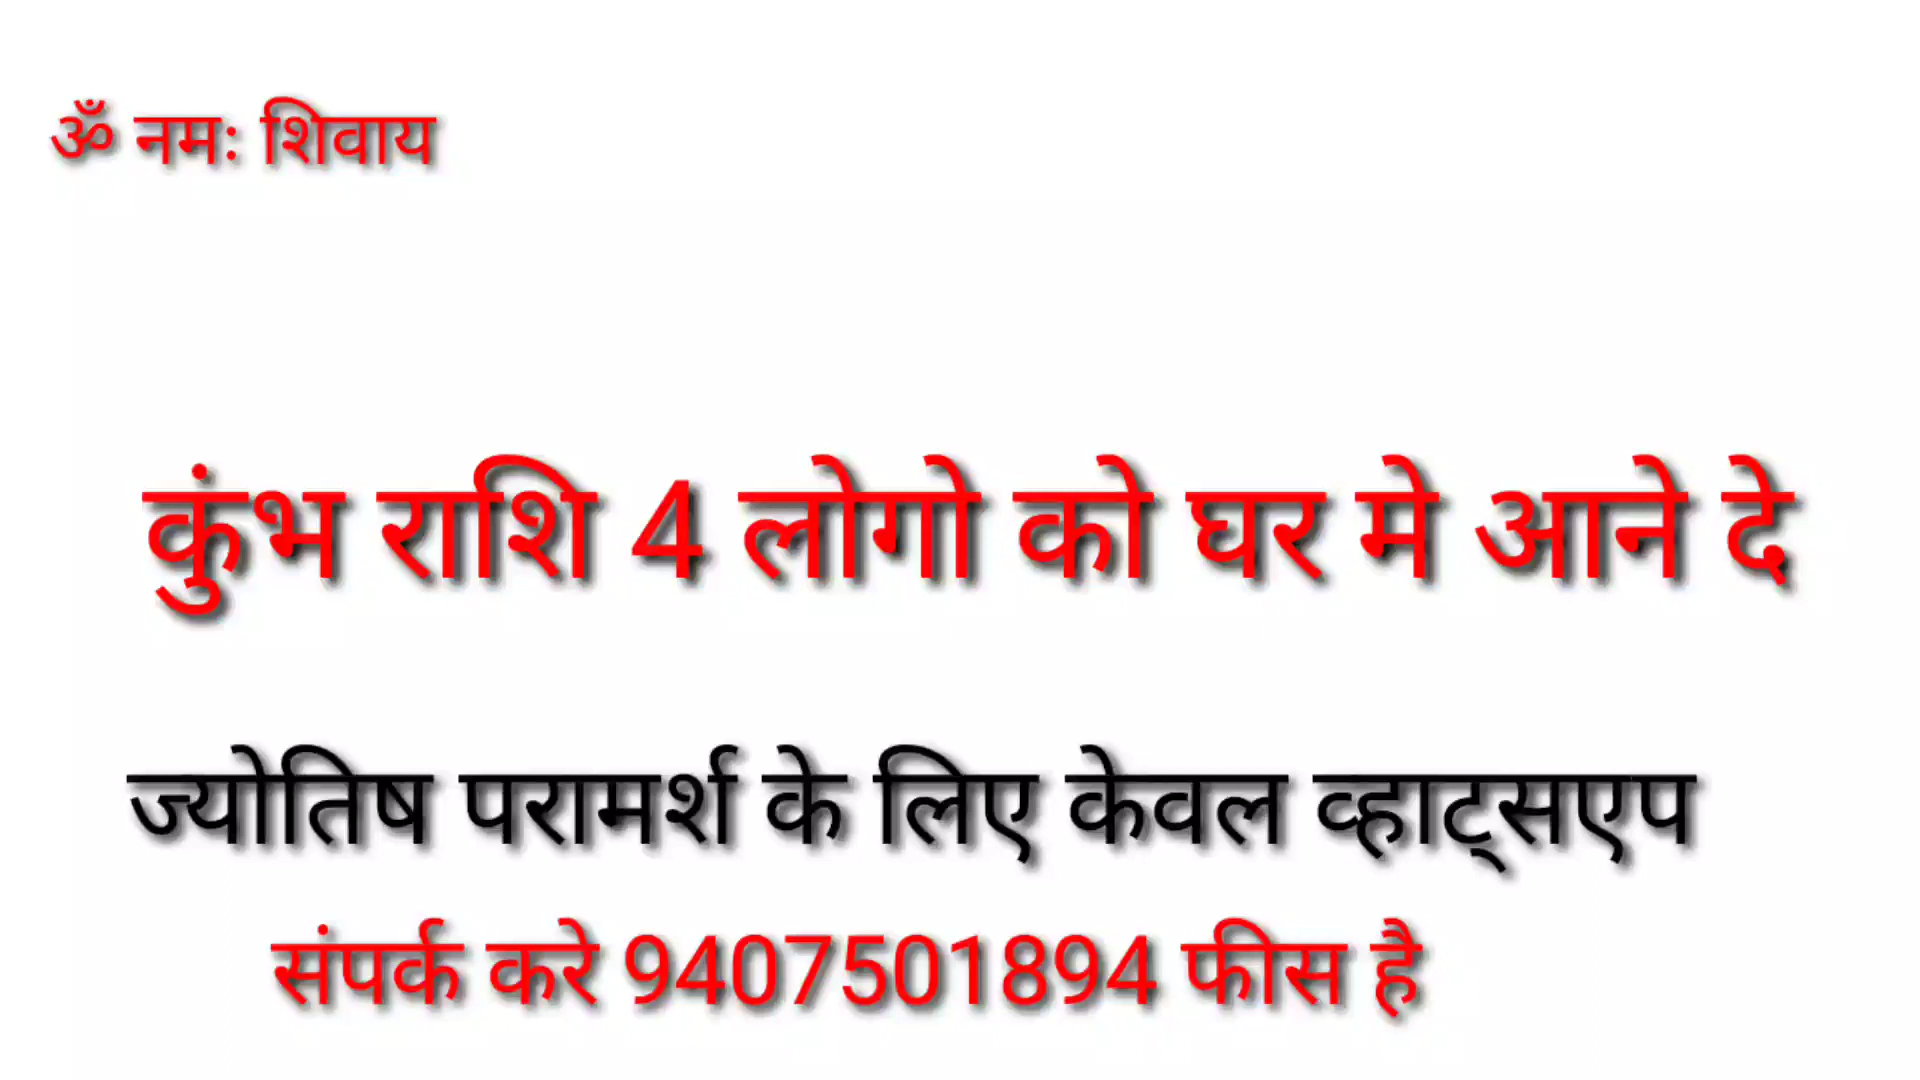 ॐ नमः शिवाय
कुंभ राशि 4 लोगो को घर मे आने दे
ज्योतिष परामर्श के लिए केवल व्हाट्सएप
संपर्क करे 9407501894 फीस है